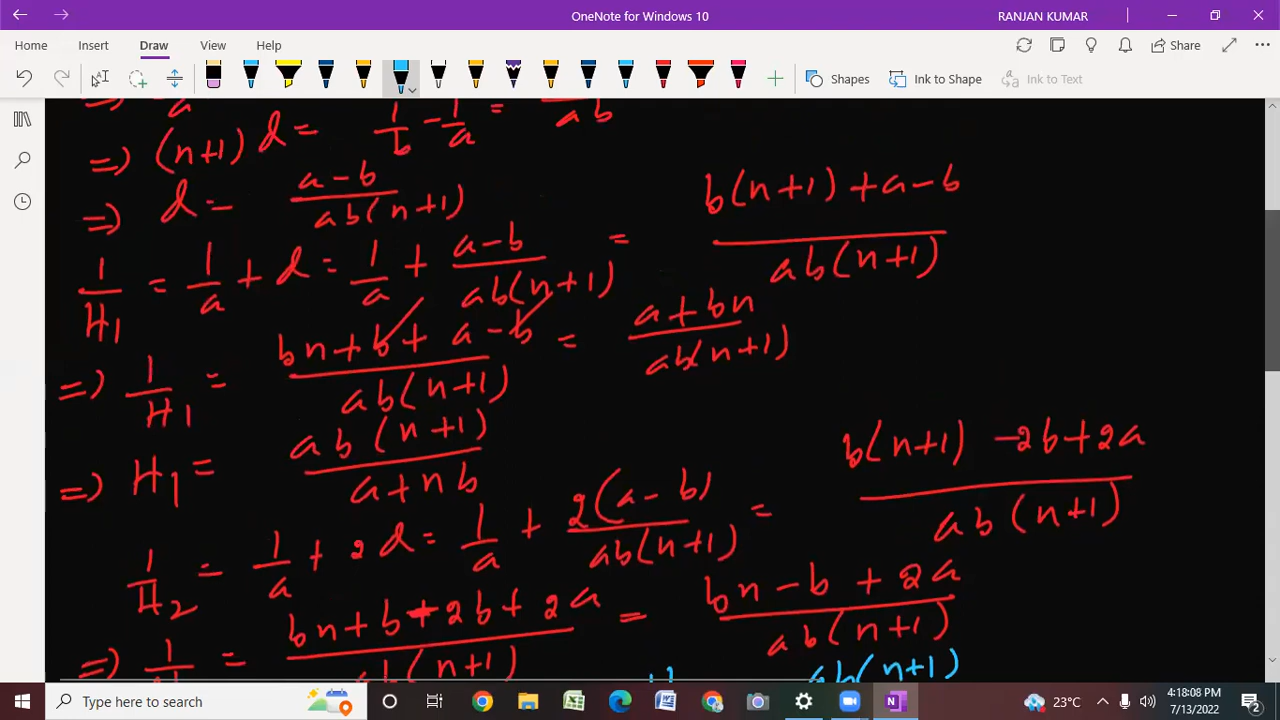 OneNote for Windows 10
RANJAN KUMAR
Home Insert Draw View Help
Share
Shapes Ink to Shape Ink to Text
=> (n+1) d = 1/b - 1/a = /ab
=> d = (a-b)/(ab(n+1))
1/H1 = 1/a + d = 1/a + (a-b)/(ab(n+1)) = (b(n+1)+a-b)/(ab(n+1))
=> 1/H1 = (bn+b+a-b)/(ab(n+1)) = (a+bn)/(ab(n+1))
=> H1 = (ab(n+1))/(a+nb)
1/H2 = 1/a + 2d = 1/a + (2(a-b))/(ab(n+1)) = (b(n+1)-2b+2a)/(ab(n+1))
=> 1/ = (bn+b-2b+2a)/(ab(n+1)) = (bn-b+2a)/(ab(n+1))
ab(n+1)
Type here to search
23°C
4:18:08 PM
7/13/2022